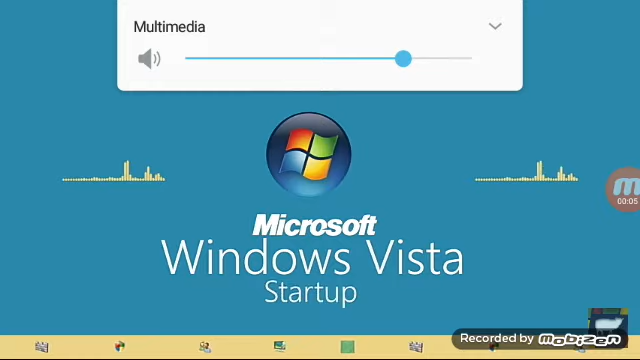 Multimedia
00:05
Microsoft
Windows Vista
Startup
Recorded by MOBIZEN